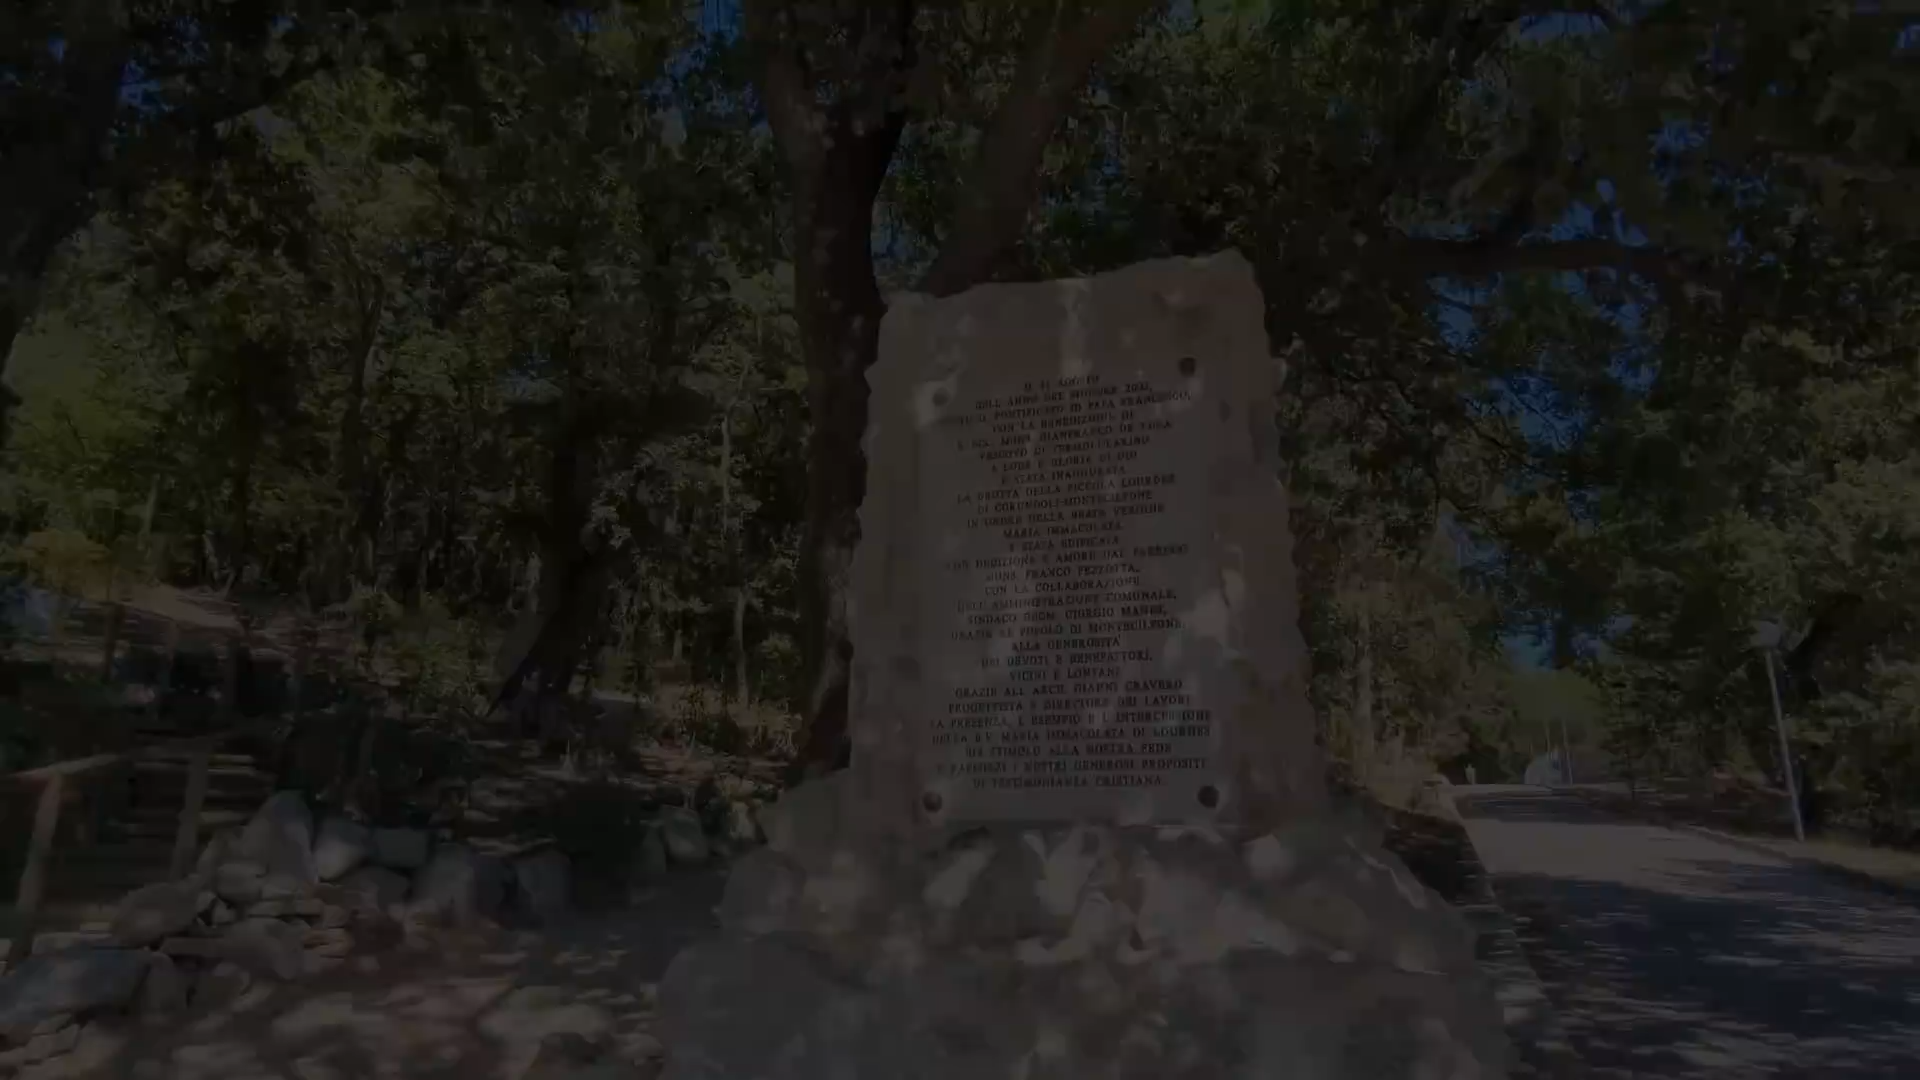 IL 11 AGOSTO
DELL'ANNO DEL SIGNORE
PONTIFICATO DI PAPA FRANCESCO,
CON LA BENEDIZIONE DI
S. ECC. MONS. GIANFRANCO DE LUCA
VESCOVO DI TERMOLI-LARINO
A LODE E GLORIA DI DIO
È STATA INAUGURATA
LA GROTTA DELLA PICCOLA LOURDES
DI CORUNDOLI-MONTECILFONE
IN ONORE DELLA BEATA VERGINE
MARIA IMMACOLATA.
È STATA EDIFICATA
CON DEDIZIONE E AMORE DAL PARROCO
MONS. FRANCO PEZZOTTA,
CON LA COLLABORAZIONE
DELL'AMMINISTRAZIONE COMUNALE,
SINDACO GEOM. GIORGIO MANES,
GRAZIE AL POPOLO DI MONTECILFONE,
ALLA GENEROSITÀ
DEI DEVOTI E BENEFATTORI,
VICINI E LONTANI
GRAZIE ALL'ARCH. GIANNI CRAVERO
PROGETTISTA E DIRETTORE DEI LAVORI
LA PRESENZA, L'ESEMPIO E L'INTERCESSIONE
DELLA B.V. MARIA IMMACOLATA DI LOURDES
SIA STIMOLO ALLA NOSTRA FEDE
E RAFFORZI I NOSTRI GENEROSI PROPOSITI
DI TESTIMONIANZA CRISTIANA